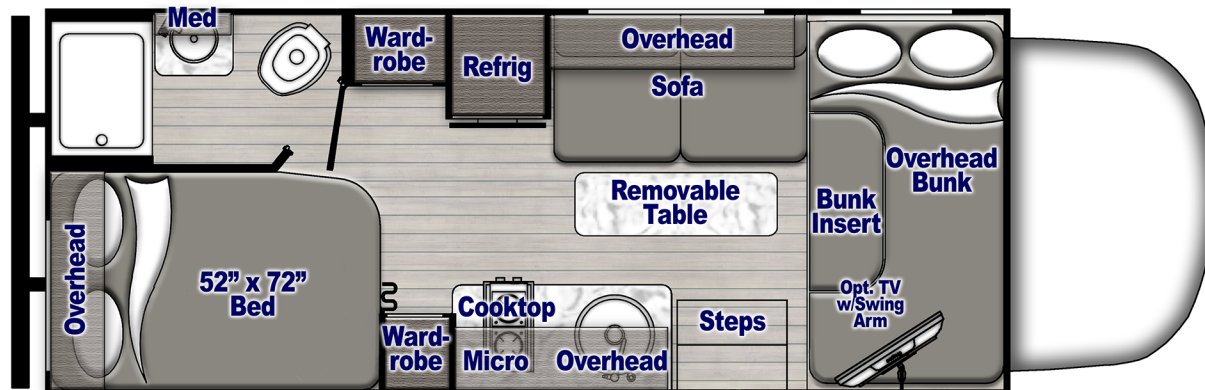 Med
Ward-
robe
Refrig
Overhead
Sofa
Overhead
Bunk
Removable
Table
Bunk
Insert
Overhead
52” x 72”
Bed
Opt. TV
w/Swing
Arm
Cooktop
Steps
Ward-
robe
Micro
Overhead